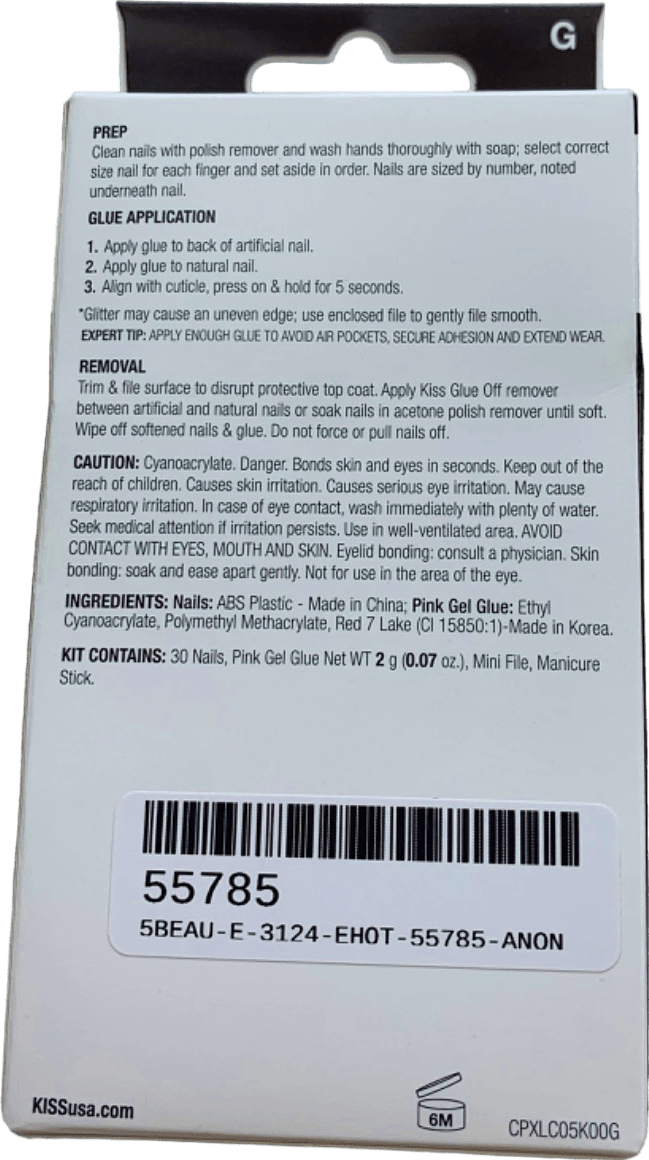 G
PREP
Clean nails with polish remover and wash hands thoroughly with soap; select correct
size nail for each finger and set aside in order. Nails are sized by number, noted
underneath nail.
GLUE APPLICATION
1. Apply glue to back of artificial nail.
2. Apply glue to natural nail.
3. Align with cuticle, press on & hold for 5 seconds.
*Glitter may cause an uneven edge; use enclosed file to gently file smooth.
EXPERT TIP: APPLY ENOUGH GLUE TO AVOID AIR POCKETS, SECURE ADHESION AND EXTEND WEAR.
REMOVAL
Trim & file surface to disrupt protective top coat. Apply Kiss Glue Off remover
between artificial and natural nails or soak nails in acetone polish remover until soft.
Wipe off softened nails & glue. Do not force or pull nails off.
CAUTION: Cyanoacrylate. Danger. Bonds skin and eyes in seconds. Keep out of the
reach of children. Causes skin irritation. Causes serious eye irritation. May cause
respiratory irritation. In case of eye contact, wash immediately with plenty of water.
Seek medical attention if irritation persists. Use in well-ventilated area. AVOID
CONTACT WITH EYES, MOUTH AND SKIN. Eyelid bonding: consult a physician. Skin
bonding: soak and ease apart gently. Not for use in the area of the eye.
INGREDIENTS: Nails: ABS Plastic - Made in China; Pink Gel Glue: Ethyl
Cyanoacrylate, Polymethyl Methacrylate, Red 7 Lake (CI 15850:1)-Made in Korea.
KIT CONTAINS: 30 Nails, Pink Gel Glue Net WT 2 g (0.07 oz.), Mini File, Manicure
Stick.
55785
5BEAU-E-3124-EHOT-55785-ANON
KISSusa.com
6M
CPXLC05K00G